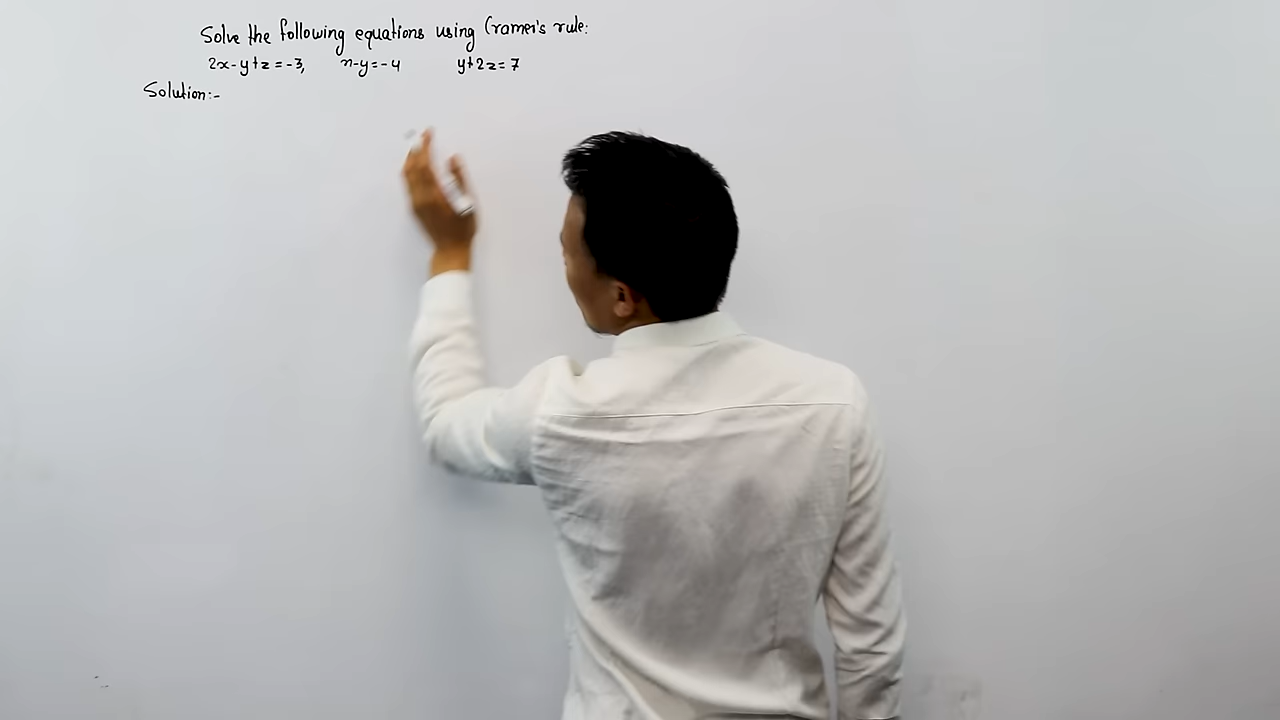 Solve the following equations using Cramer's rule:
2x-y+z=-3, x-y=-4 y+2z=7
Solution:-